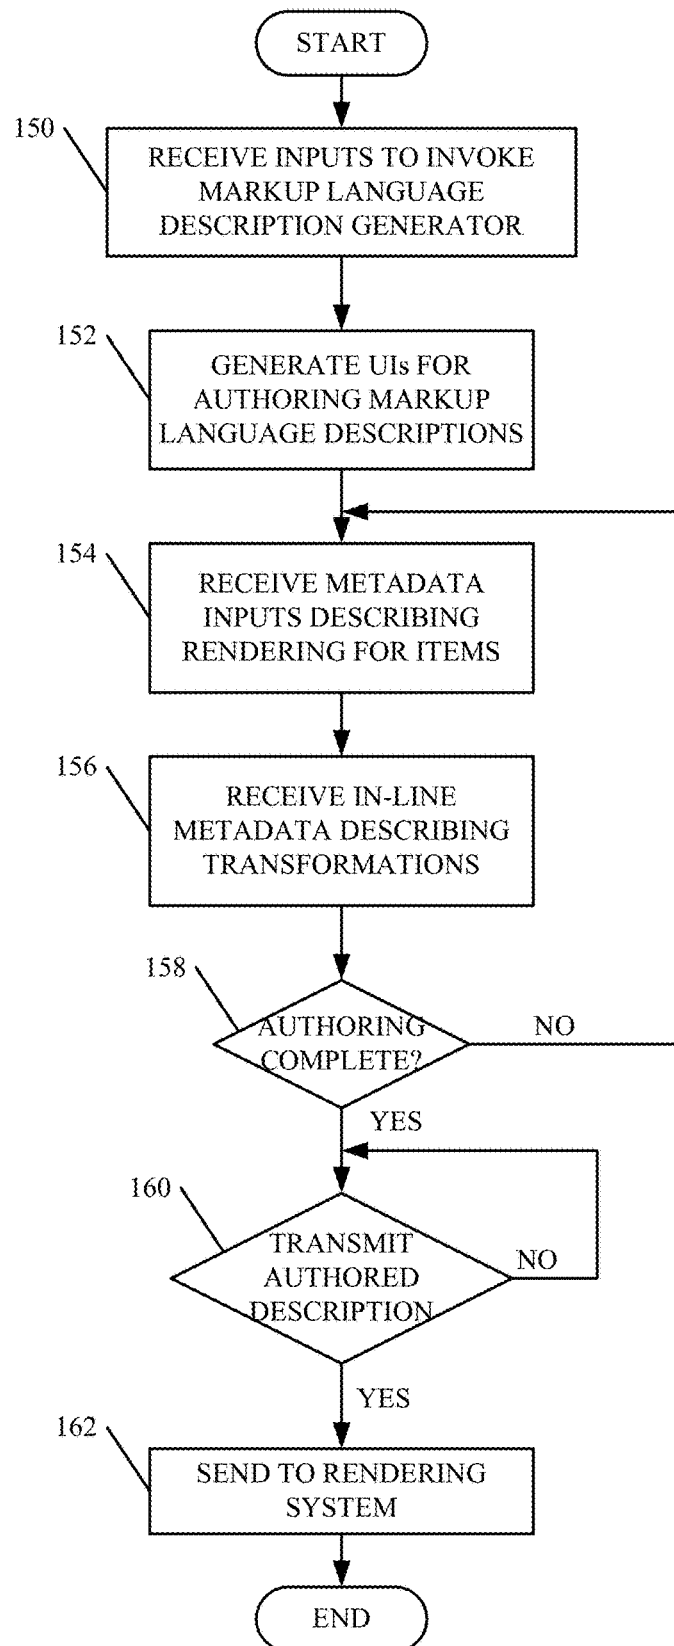 START
150
RECEIVE INPUTS TO INVOKE
MARKUP LANGUAGE
DESCRIPTION GENERATOR
152
GENERATE UIs FOR
AUTHORING MARKUP
LANGUAGE DESCRIPTIONS
154
RECEIVE METADATA
INPUTS DESCRIBING
RENDERING FOR ITEMS
156
RECEIVE IN-LINE
METADATA DESCRIBING
TRANSFORMATIONS
158
AUTHORING
COMPLETE?
NO
YES
160
TRANSMIT
AUTHORED
DESCRIPTION
NO
YES
162
SEND TO RENDERING
SYSTEM
END